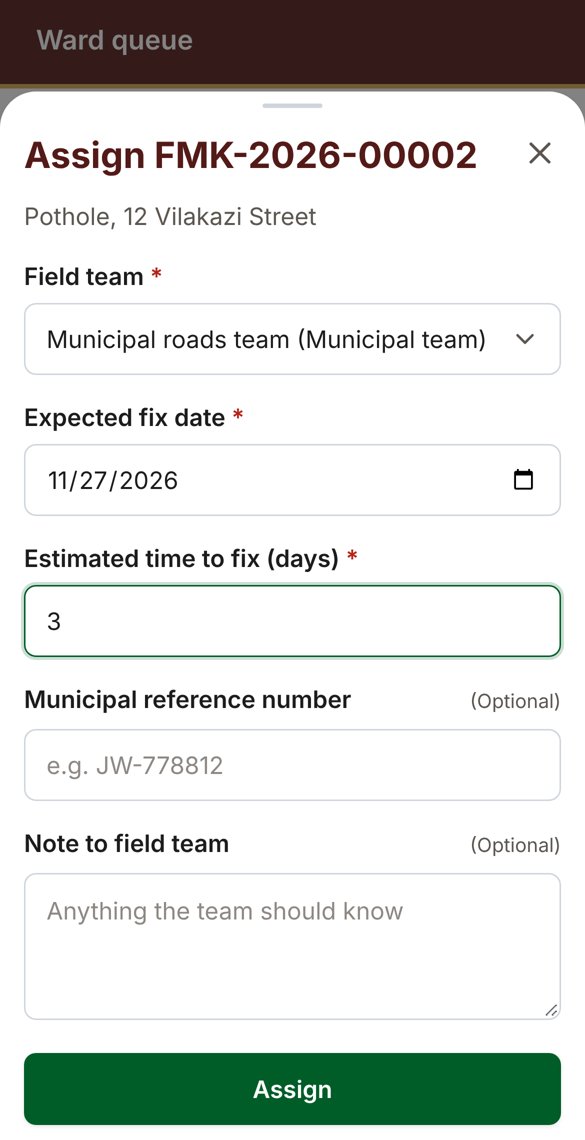 Ward queue
Assign FMK-2026-00002
Pothole, 12 Vilakazi Street
Field team *
Municipal roads team (Municipal team)
Expected fix date *
11/27/2026
Estimated time to fix (days) *
3
Municipal reference number (Optional)
e.g. JW-778812
Note to field team (Optional)
Anything the team should know
Assign